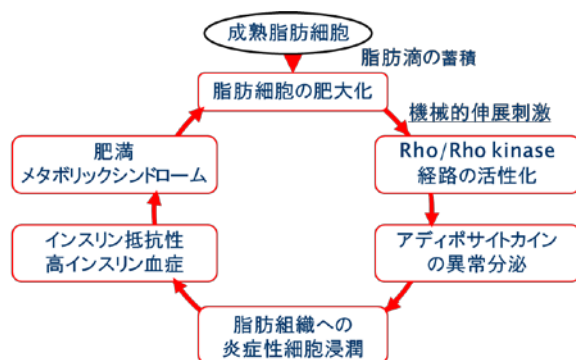 成熟脂肪細胞
脂肪滴の蓄積
脂肪細胞の肥大化
機械的伸展刺激
Rho/Rho kinase
経路の活性化
アディポサイトカイン
の異常分泌
脂肪組織への
炎症性細胞浸潤
インスリン抵抗性
高インスリン血症
肥満
メタボリックシンドローム